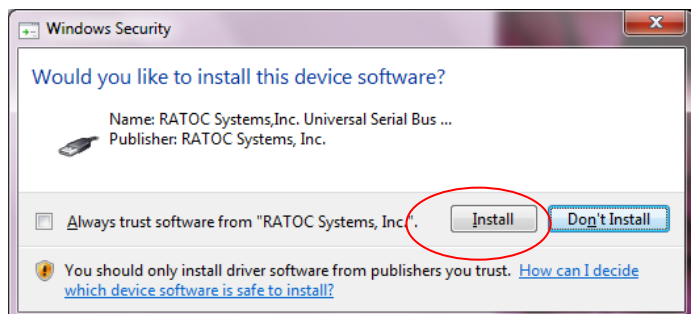 Windows Security
Would you like to install this device software?
Name: RATOC Systems,Inc. Universal Serial Bus ...
Publisher: RATOC Systems, Inc.
Always trust software from "RATOC Systems, Inc.".
Install
Don't Install
You should only install driver software from publishers you trust. How can I decide
which device software is safe to install?